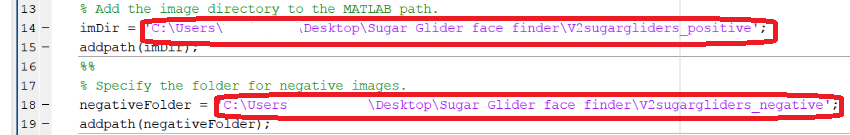 13 % Add the image directory to the MATLAB path.
14 – imDir = 'C:\Users\ \Desktop\Sugar Glider face finder\V2sugargliders_positive';
15 – addpath(imDir);
16 %%
17 % Specify the folder for negative images.
18 – negativeFolder = 'C:\Users \Desktop\Sugar Glider face finder\V2sugargliders_negative';
19 – addpath(negativeFolder);